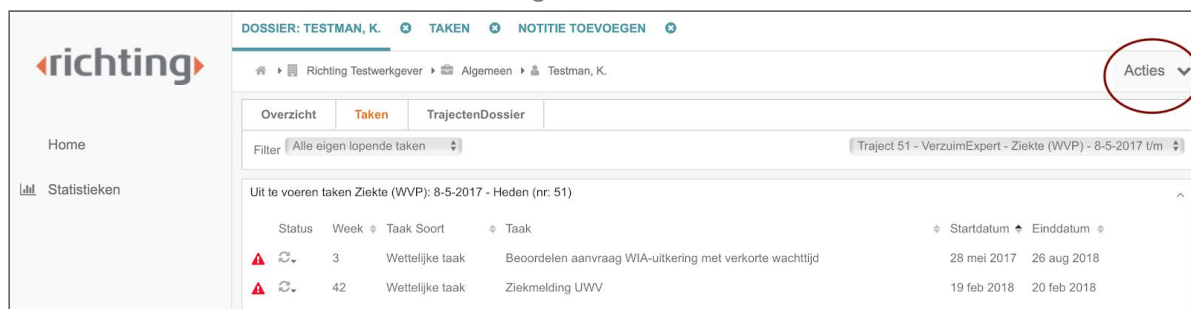 DOSSIER: TESTMAN, K. TAKEN NOTITIE TOEVOEGEN
richting
Richting Testwerkgever Algemeen Testman, K.
Acties
Overzicht Taken TrajectenDossier
Home
Filter Alle eigen lopende taken Traject 51 - VerzuimExpert - Ziekte (WVP) - 8-5-2017 t/m
Statistieken
Uit te voeren taken Ziekte (WVP): 8-5-2017 - Heden (nr: 51)
Status Week Taak Soort Taak Startdatum Einddatum
3 Wettelijke taak Beoordelen aanvraag WIA-uitkering met verkorte wachttijd 28 mei 2017 26 aug 2018
42 Wettelijke taak Ziekmelding UWV 19 feb 2018 20 feb 2018